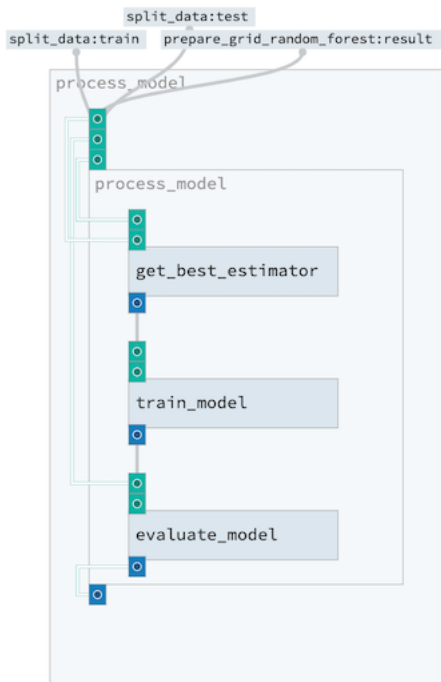 split_data:test
split_data:train
prepare_grid_random_forest:result
process_model
process_model
get_best_estimator
train_model
evaluate_model